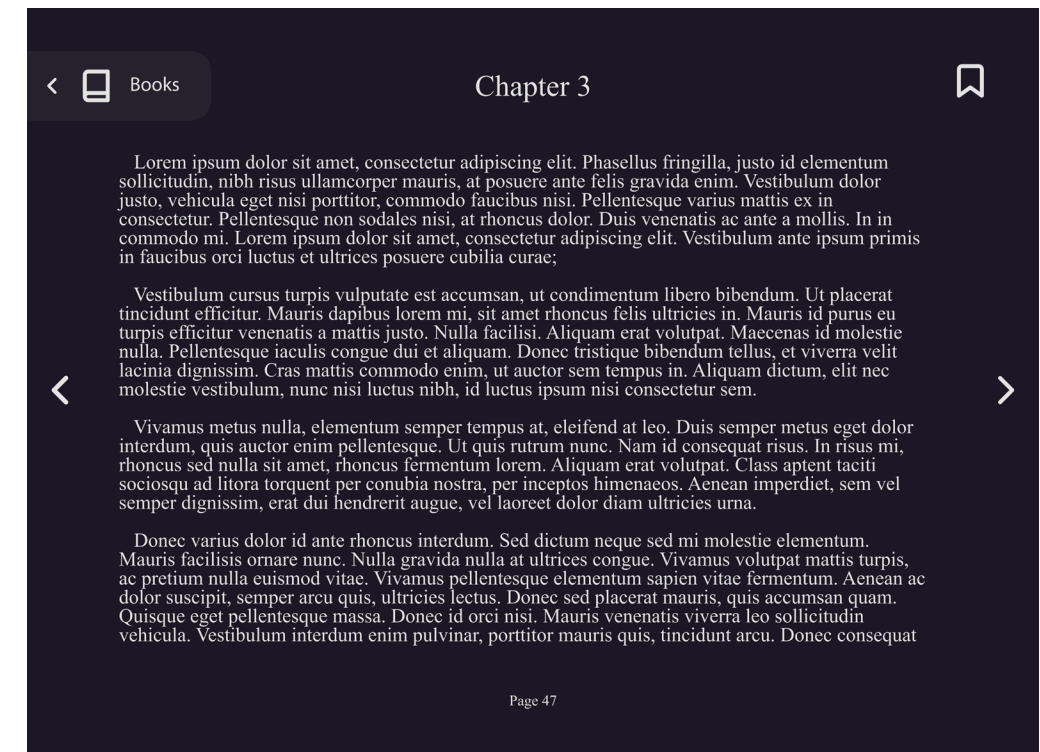 Books
Chapter 3
Lorem ipsum dolor sit amet, consectetur adipiscing elit. Phasellus fringilla, justo id elementum
sollicitudin, nibh risus ullamcorper mauris, at posuere ante felis gravida enim. Vestibulum dolor
justo, vehicula eget nisi porttitor, commodo faucibus nisi. Pellentesque varius mattis ex in
consectetur. Pellentesque non sodales nisi, at rhoncus dolor. Duis venenatis ac ante a mollis. In in
commodo mi. Lorem ipsum dolor sit amet, consectetur adipiscing elit. Vestibulum ante ipsum primis
in faucibus orci luctus et ultrices posuere cubilia curae;
Vestibulum cursus turpis vulputate est accumsan, ut condimentum libero bibendum. Ut placerat
tincidunt efficitur. Mauris dapibus lorem mi, sit amet rhoncus felis ultricies in. Mauris id purus eu
turpis efficitur venenatis a mattis justo. Nulla facilisi. Aliquam erat volutpat. Maecenas id molestie
nulla. Pellentesque iaculis congue dui et aliquam. Donec tristique bibendum tellus, et viverra velit
lacinia dignissim. Cras mattis commodo enim, ut auctor sem tempus in. Aliquam dictum, elit nec
molestie vestibulum, nunc nisi luctus nibh, id luctus ipsum nisi consectetur sem.
Vivamus metus nulla, elementum semper tempus at, eleifend at leo. Duis semper metus eget dolor
interdum, quis auctor enim pellentesque. Ut quis rutrum nunc. Nam id consequat risus. In risus mi,
rhoncus sed nulla sit amet, rhoncus fermentum lorem. Aliquam erat volutpat. Class aptent taciti
sociosqu ad litora torquent per conubia nostra, per inceptos himenaeos. Aenean imperdiet, sem vel
semper dignissim, erat dui hendrerit augue, vel laoreet dolor diam ultricies urna.
Donec varius dolor id ante rhoncus interdum. Sed dictum neque sed mi molestie elementum.
Mauris facilisis ornare nunc. Nulla gravida nulla at ultrices congue. Vivamus volutpat mattis turpis,
ac pretium nulla euismod vitae. Vivamus pellentesque elementum sapien vitae fermentum. Aenean ac
dolor suscipit, semper arcu quis, ultricies lectus. Donec sed placerat mauris, quis accumsan quam.
Quisque eget pellentesque massa. Donec id orci nisi. Mauris venenatis viverra leo sollicitudin
vehicula. Vestibulum interdum enim pulvinar, porttitor mauris quis, tincidunt arcu. Donec consequat
Page 47